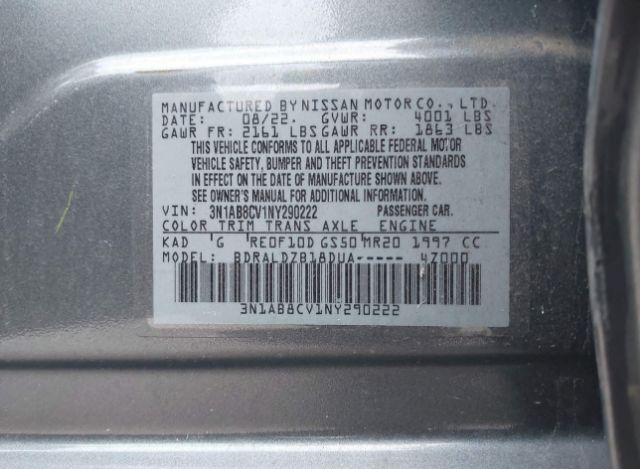 MANUFACTURED BY NISSAN MOTOR CO., LTD.
DATE: 08/22. GVWR: 4001 LBS
GAWR FR: 2161 LBS GAWR RR: 1863 LBS
THIS VEHICLE CONFORMS TO ALL APPLICABLE FEDERAL MOTOR
VEHICLE SAFETY, BUMPER AND THEFT PREVENTION STANDARDS
IN EFFECT ON THE DATE OF MANUFACTURE SHOWN ABOVE.
SEE OWNER'S MANUAL FOR ADDITIONAL INFORMATION.
VIN: 3N1AB8CV1NY290222 PASSENGER CAR.
COLOR TRIM TRANS AXLE ENGINE
KAD G RE0F10D GS50 MR20 1997 CC
MODEL: BDRALDZB18DUA----- 4Z000
3N1AB8CV1NY290222